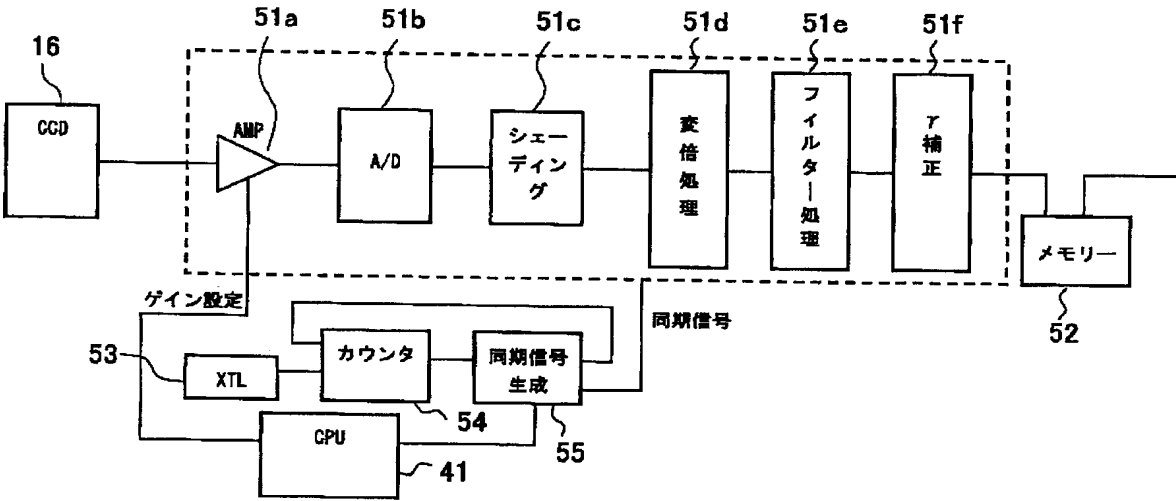 51a
51b
51c
51d
51e
51f
16
CCD
AMP
A/D
シェー
ディン
グ
変倍処理
フィルター処理
γ補正
メモリー
52
ゲイン設定
同期信号
53
XTL
カウンタ
54
同期信号
生成
55
CPU
41